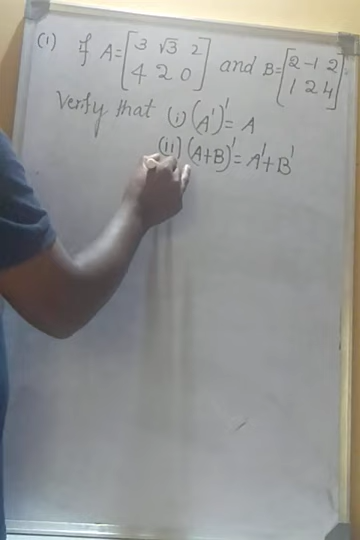 (1) If A=[3 √3 2 and B=[2 -1 2
4 2 0] 1 2 4]
Verify that (i) (A')' = A
(ii) (A+B)' = A'+B'